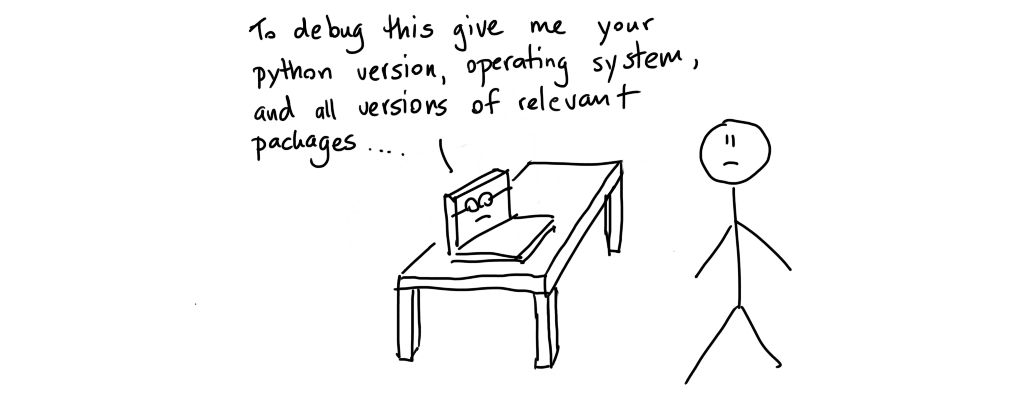 To debug this give me your
python version, operating system,
and all versions of relevant
packages ....